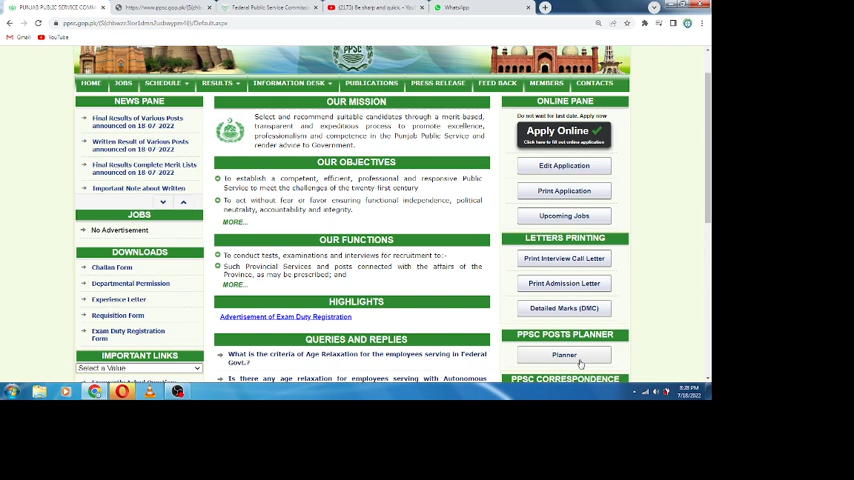 PUNJAB PUBLIC SERVICE COMM
Federal Public Service Commission
(2173) Be sharp and quick.
WhatsApp
Gmail
YouTube
PPSC
HOME
JOBS
SCHEDULE
RESULTS
INFORMATION DESK
PUBLICATIONS
PRESS RELEASE
FEED BACK
MEMBERS
CONTACTS
NEWS PANE
Final Results of Various Posts
announced on 18-07-2022
Written Result of Various Posts
announced on 18-07-2022
Final Results Complete Merit Lists
announced on 18-07-2022
Important Note about Written
JOBS
No Advertisement
DOWNLOADS
Challan Form
Departmental Permission
Experience Letter
Requisition Form
Exam Duty Registration
Form
IMPORTANT LINKS
Select a Value
OUR MISSION
Select and recommend suitable candidates through a merit-based,
transparent and expeditious process to promote excellence,
professionalism and competence in the Punjab Public Service and
render advice to Government.
OUR OBJECTIVES
To establish a competent, efficient, professional and responsive Public
Service to meet the challenges of the twenty-first century
To act without fear or favor ensuring functional independence, political
neutrality, accountability and integrity.
MORE...
OUR FUNCTIONS
To conduct tests, examinations and interviews for recruitment to:-
Such Provincial Services and posts connected with the affairs of the
Province, as may be prescribed; and
MORE...
HIGHLIGHTS
Advertisement of Exam Duty Registration
QUERIES AND REPLIES
What is the criteria of Age Relaxation for the employees serving in Federal
Govt.?
Is there any age relaxation for employees serving with Autonomous
ONLINE PANE
Do not wait for last date. Apply now
Apply Online
Click here to fill out online application
Edit Application
Print Application
Upcoming Jobs
LETTERS PRINTING
Print Interview Call Letter
Print Admission Letter
Detailed Marks (DMC)
PPSC POSTS PLANNER
Planner
PPSC CORRESPONDENCE
8:28 PM
7/18/2022